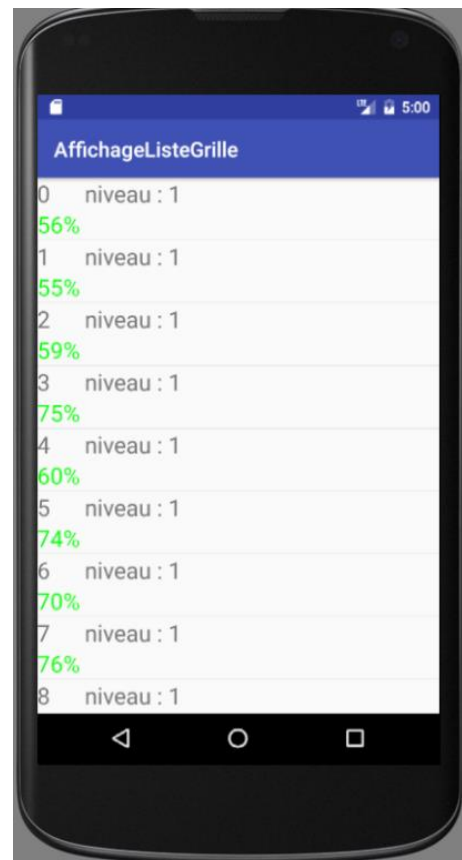 LTE 5:00
AffichageListeGrille
0 niveau : 1
56%
1 niveau : 1
55%
2 niveau : 1
59%
3 niveau : 1
75%
4 niveau : 1
60%
5 niveau : 1
74%
6 niveau : 1
70%
7 niveau : 1
76%
8 niveau : 1